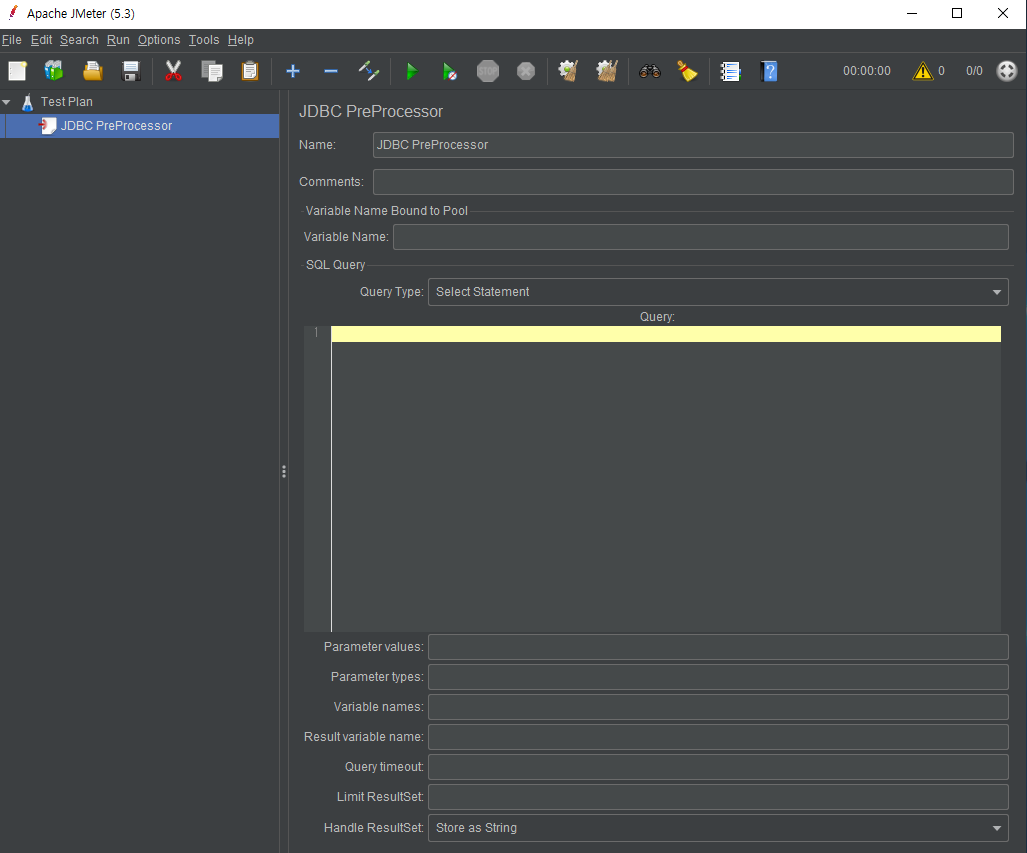 Apache JMeter (5.3)
File Edit Search Run Options Tools Help
STOP
00:00:00 0 0/0
Test Plan
JDBC PreProcessor
JDBC PreProcessor
Name: JDBC PreProcessor
Comments:
Variable Name Bound to Pool
Variable Name:
SQL Query
Query Type: Select Statement
Query:
1
Parameter values:
Parameter types:
Variable names:
Result variable name:
Query timeout:
Limit ResultSet:
Handle ResultSet: Store as String